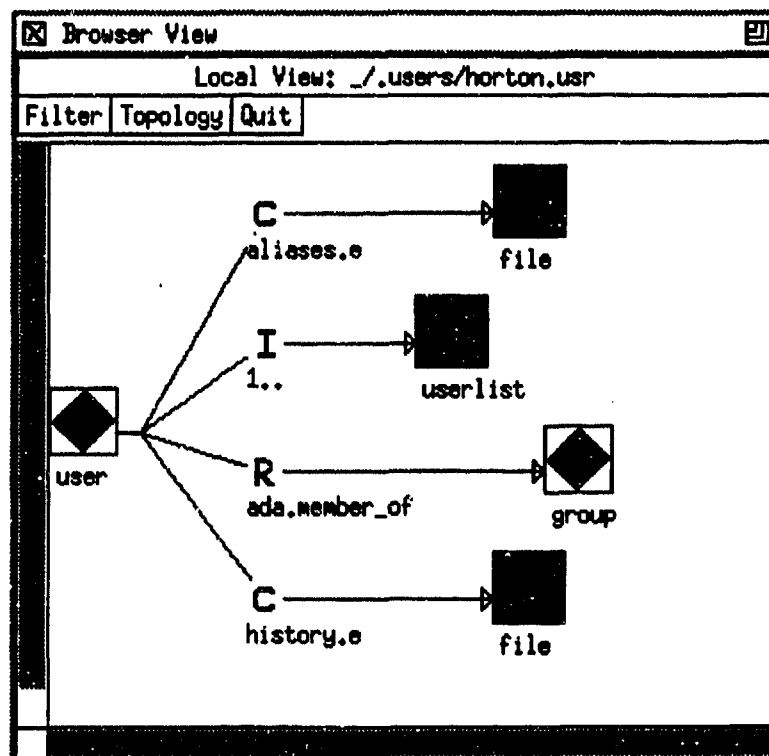 Browser View
Local View: _/.users/horton.usr
Filter Topology Quit
C
aliases.e
file
I
1..
userlist
user
R
ada.member_of
group
C
history.e
file